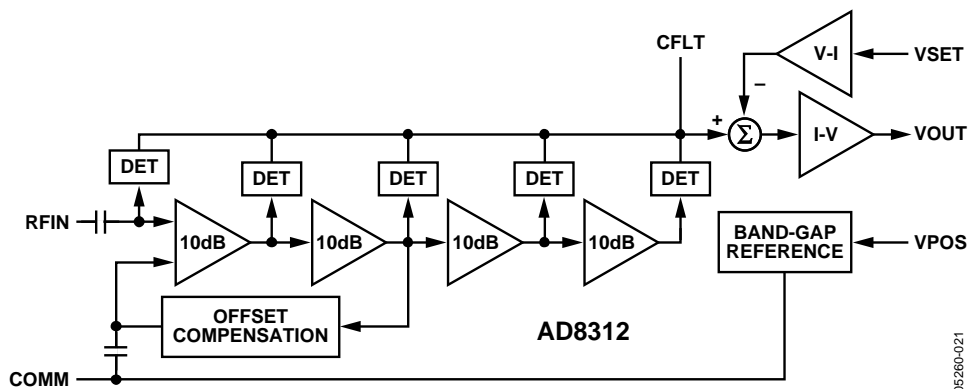 CFLT
V-I
VSET
–
+
Σ
I-V
VOUT
DET
DET
DET
DET
DET
RFIN
10dB
10dB
10dB
10dB
BAND-GAP
REFERENCE
VPOS
OFFSET
COMPENSATION
AD8312
COMM
05260-021